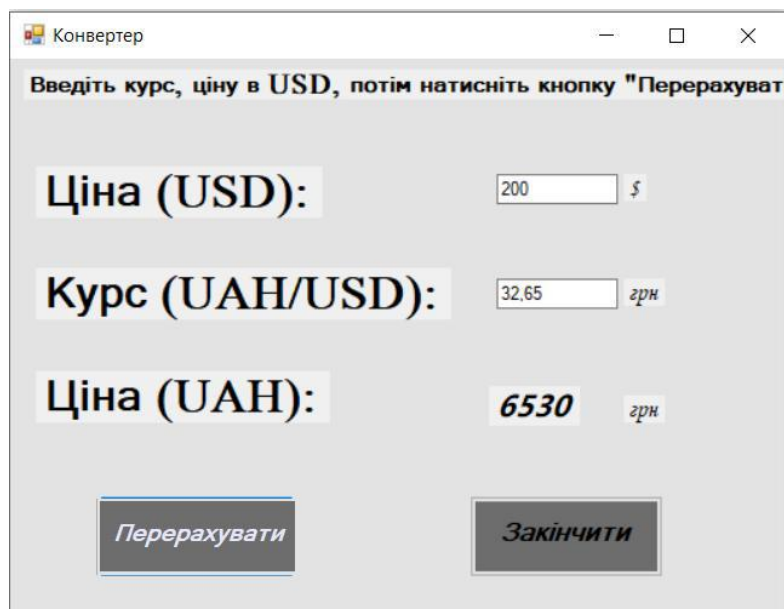 Конвертер
Введіть курс, ціну в USD, потім натисніть кнопку "Перерахуват
Ціна (USD): 200 $
Курс (UAH/USD): 32,65 грн
Ціна (UAH): 6530 грн
Перерахувати Закінчити